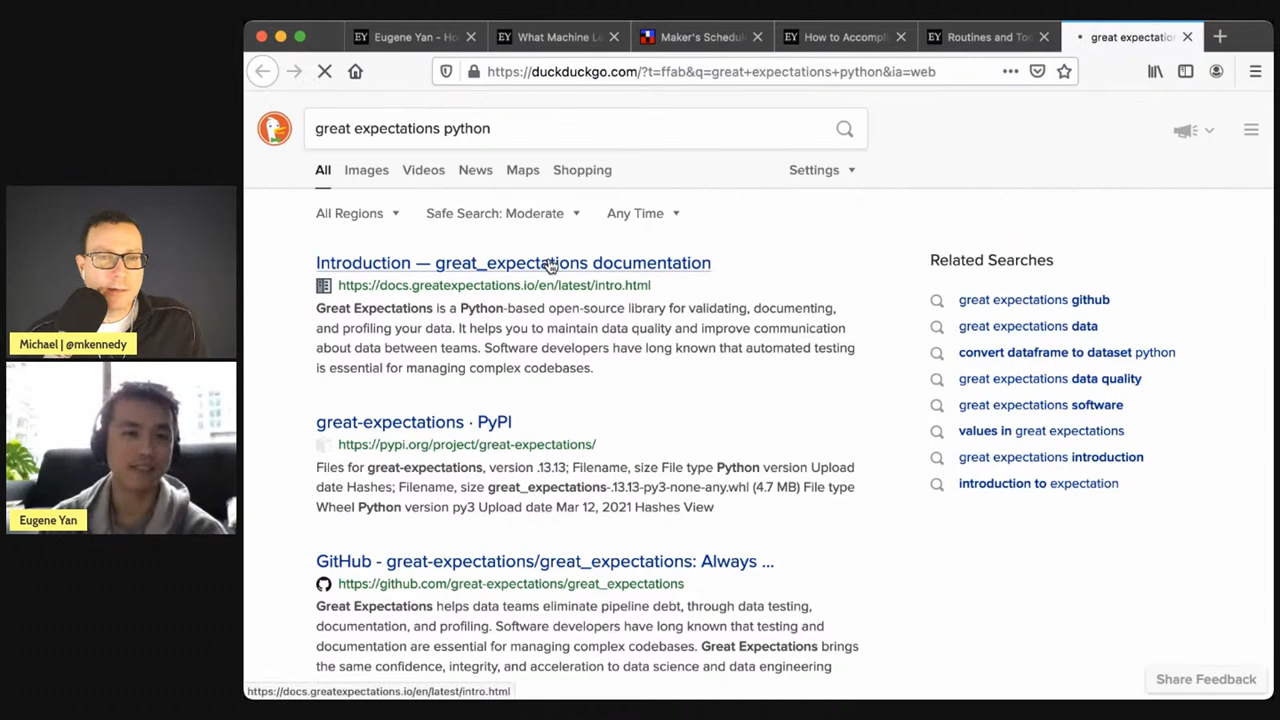 EY Eugene Yan - Ho
EY What Machine Le
Maker's Schedul
EY How to Accompl
EY Routines and Too
great expectatio
https://duckduckgo.com/?t=ffab&q=great+expectations+python&ia=web
great expectations python
All
Images
Videos
News
Maps
Shopping
Settings
All Regions
Safe Search: Moderate
Any Time
Introduction — great_expectations documentation
https://docs.greatexpectations.io/en/latest/intro.html
Great Expectations is a Python-based open-source library for validating, documenting,
and profiling your data. It helps you to maintain data quality and improve communication
about data between teams. Software developers have long known that automated testing
is essential for managing complex codebases.
great-expectations · PyPI
https://pypi.org/project/great-expectations/
Files for great-expectations, version .13.13; Filename, size File type Python version Upload
date Hashes; Filename, size great_expectations-.13.13-py3-none-any.whl (4.7 MB) File type
Wheel Python version py3 Upload date Mar 12, 2021 Hashes View
GitHub - great-expectations/great_expectations: Always ...
https://github.com/great-expectations/great_expectations
Great Expectations helps data teams eliminate pipeline debt, through data testing,
documentation, and profiling. Software developers have long known that testing and
documentation are essential for managing complex codebases. Great Expectations brings
the same confidence, integrity, and acceleration to data science and data engineering
Related Searches
great expectations github
great expectations data
convert dataframe to dataset python
great expectations data quality
great expectations software
values in great expectations
great expectations introduction
introduction to expectation
https://docs.greatexpectations.io/en/latest/intro.html
Share Feedback
Michael | @mkennedy
Eugene Yan